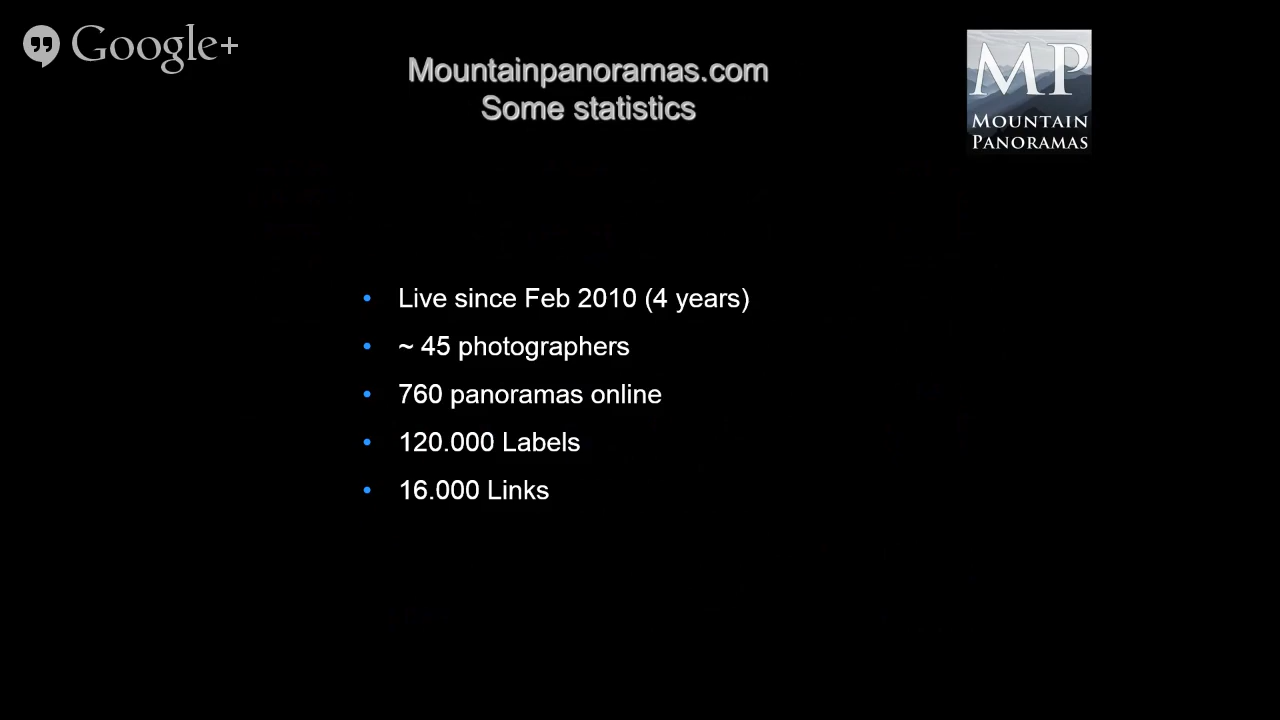 Google+
Mountainpanoramas.com
Some statistics
MP
MOUNTAIN
PANORAMAS
• Live since Feb 2010 (4 years)
• ~ 45 photographers
• 760 panoramas online
• 120.000 Labels
• 16.000 Links